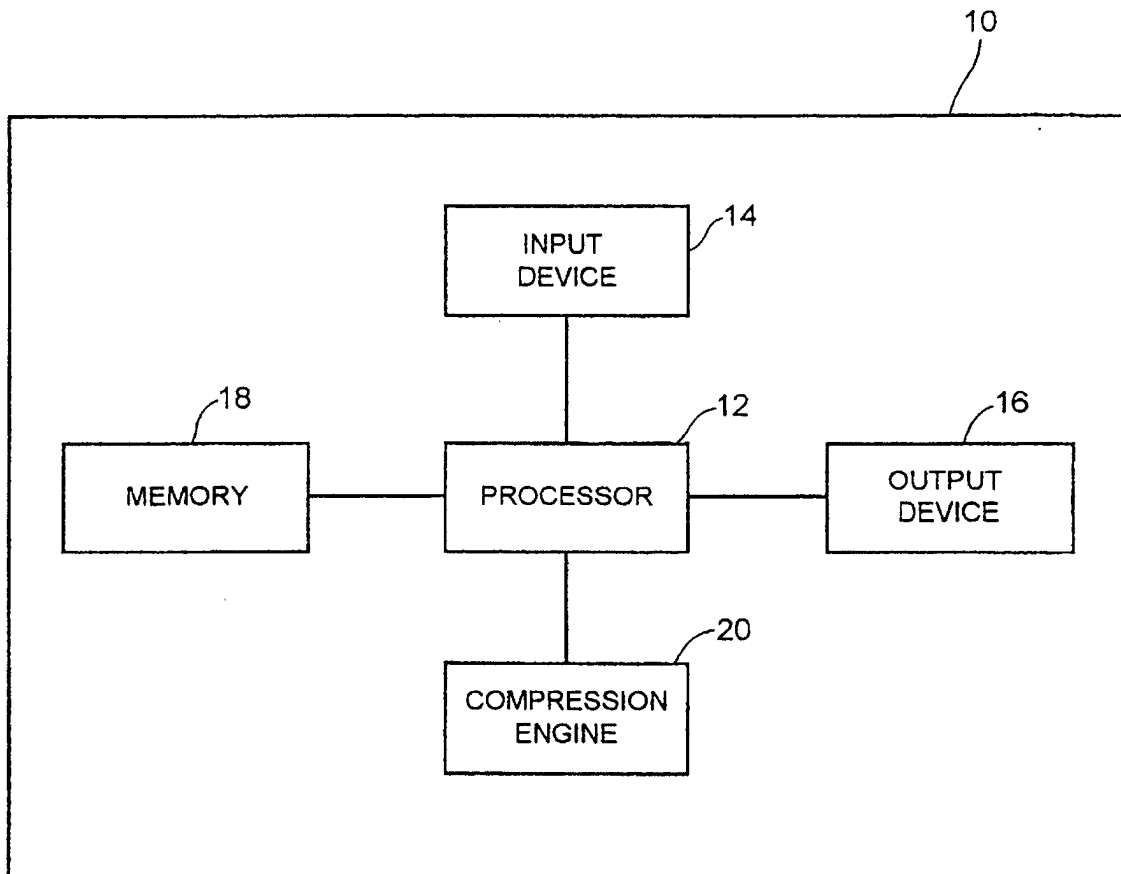 10
INPUT
DEVICE
14
18
12
16
MEMORY
PROCESSOR
OUTPUT
DEVICE
20
COMPRESSION
ENGINE